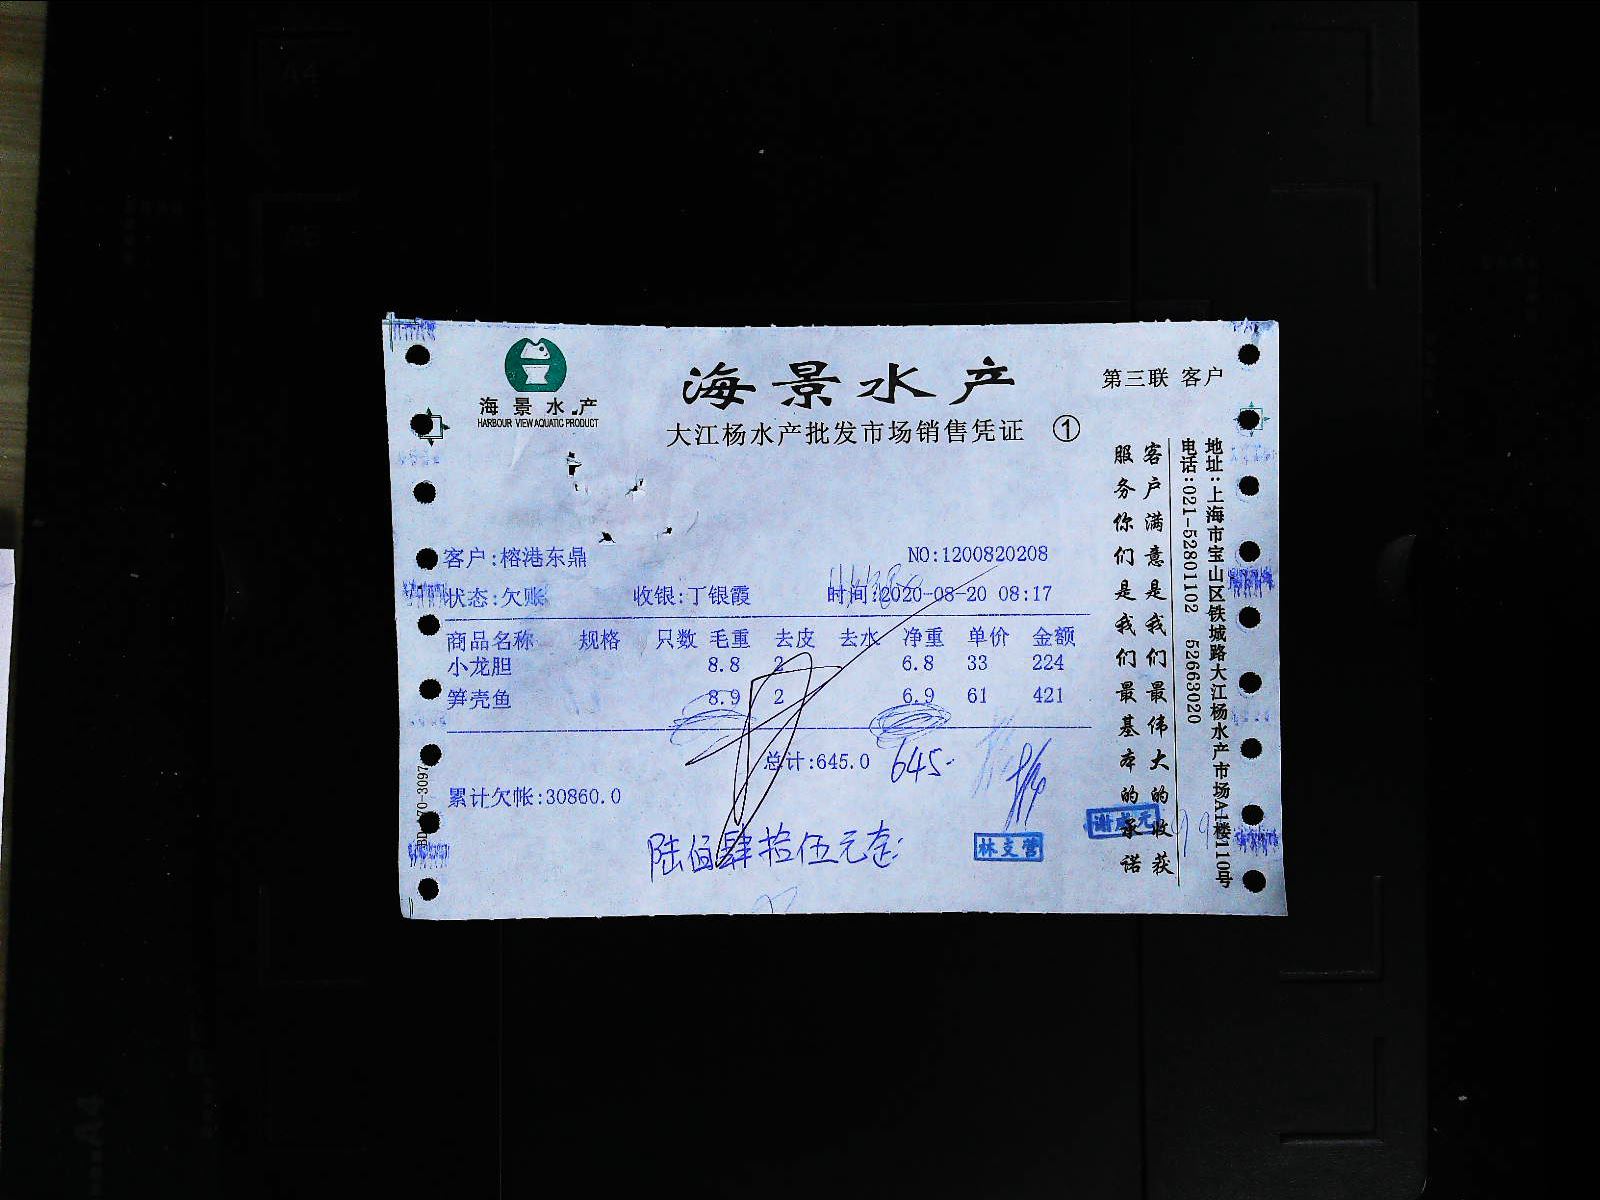 海景水产
HARBOUR VIEW AQUATIC PRODUCT
海景水产
大江杨水产批发市场销售凭证 ①
第三联 客户
客户:榕港东鼎 NO:1200820208
状态:欠账 收银:丁银霞 时间:2020-08-20 08:17
商品名称 规格 只数 毛重 去皮 去水 净重 单价 金额
小龙胆 8.8 2 6.8 33 224
笋壳鱼 8.9 2 6.9 61 421
总计:645.0 645-
累计欠帐:30860.0
陆佰肆拾伍元整
林支营
客户满意是我们最伟大的收获
服务你们是我们最基本的承诺
地址:上海市宝山区铁城路大江杨水产市场A1楼110号
电话:021-52801102 52663020